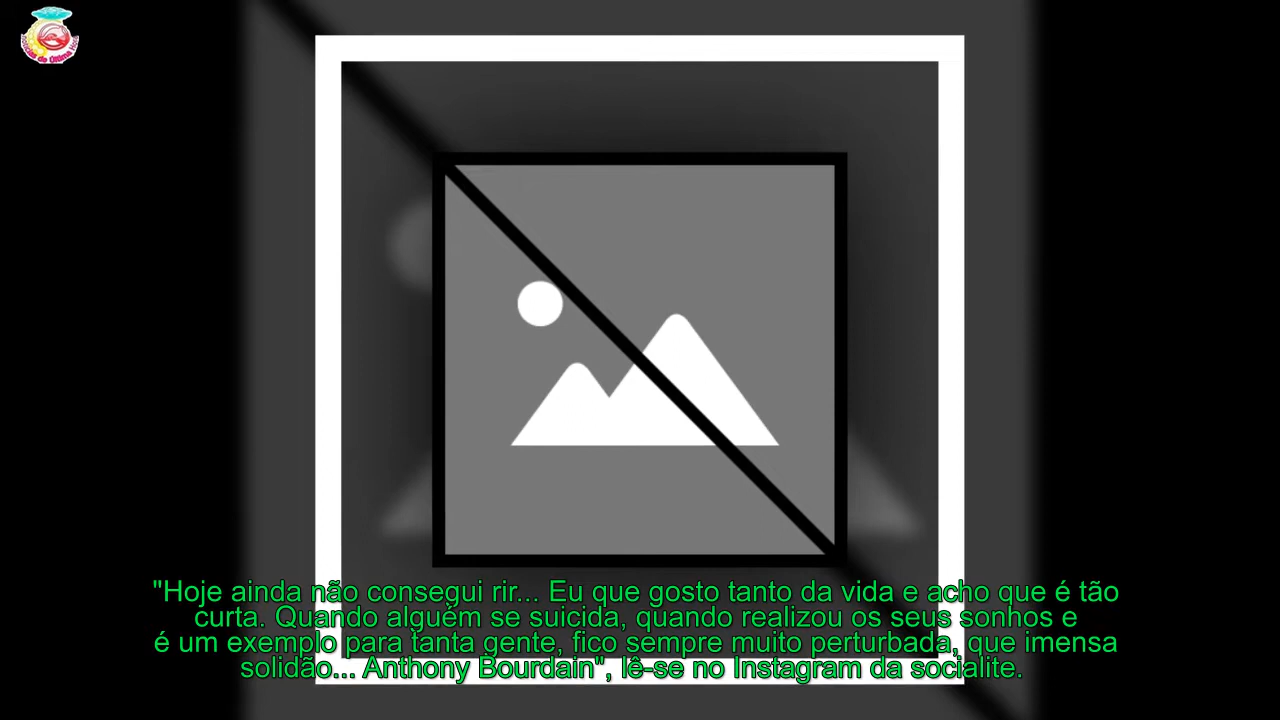 "Hoje ainda não consegui rir... Eu que gosto tanto da vida e acho que é tão
curta. Quando alguém se suicida, quando realizou os seus sonhos e
é um exemplo para tanta gente, fico sempre muito perturbada, que imensa
solidão... Anthony Bourdain", lê-se no Instagram da socialite.